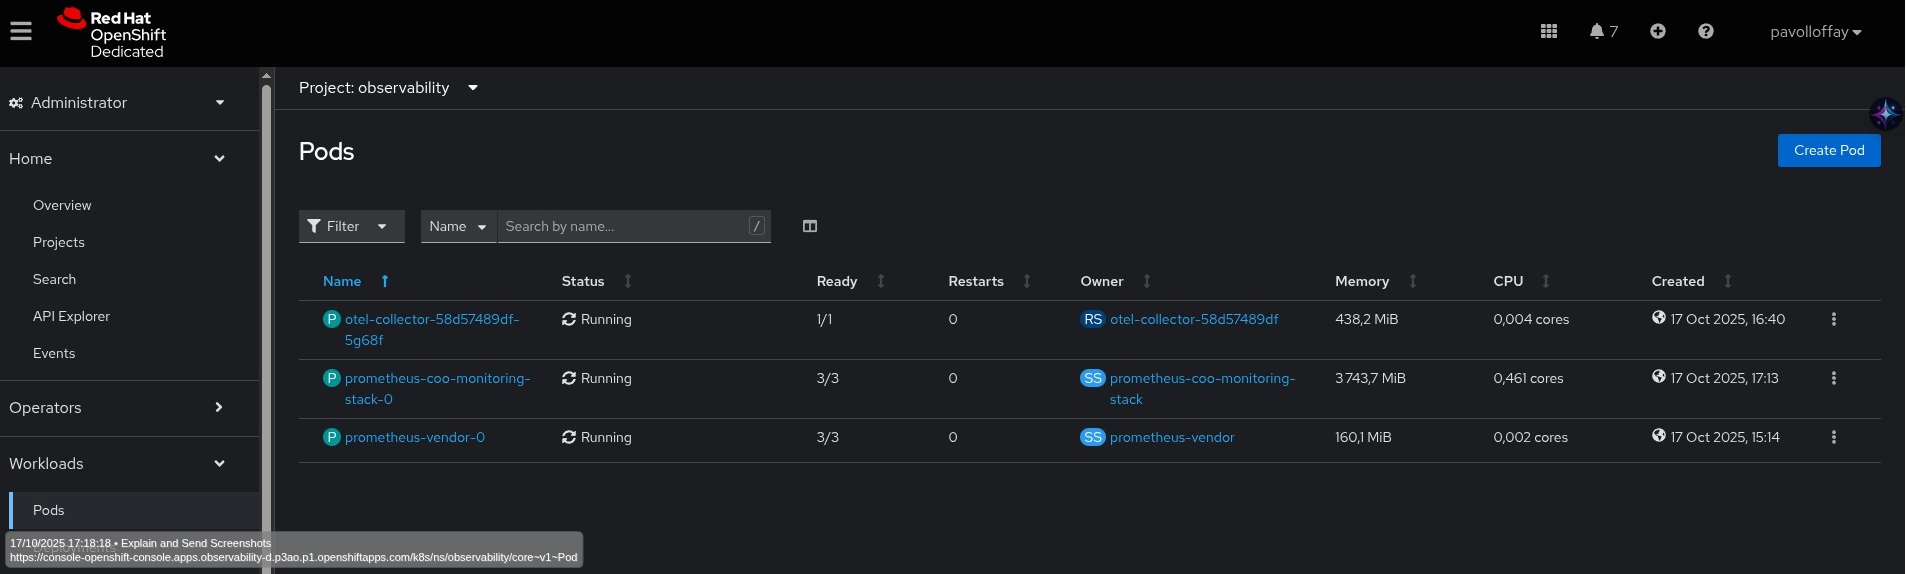 Red Hat
OpenShift
Dedicated
7
pavolloffay
Administrator
Project: observability
Home
Pods
Create Pod
Overview
Projects
Search
API Explorer
Events
Operators
Workloads
Pods
Deployments
Filter
Name
Search by name...
/
Name Status Ready Restarts Owner Memory CPU Created
P otel-collector-58d57489df- Running 1/1 0 RS otel-collector-58d57489df 438,2 MiB 0,004 cores 17 Oct 2025, 16:40
5g68f
P prometheus-coo-monitoring- Running 3/3 0 SS prometheus-coo-monitoring- 3 743,7 MiB 0,461 cores 17 Oct 2025, 17:13
stack-0 stack
P prometheus-vendor-0 Running 3/3 0 SS prometheus-vendor 160,1 MiB 0,002 cores 17 Oct 2025, 15:14
17/10/2025 17:18:18 • Explain and Send Screenshots
https://console-openshift-console.apps.observability-d.p3ao.p1.openshiftapps.com/k8s/ns/observability/core~v1~Pod